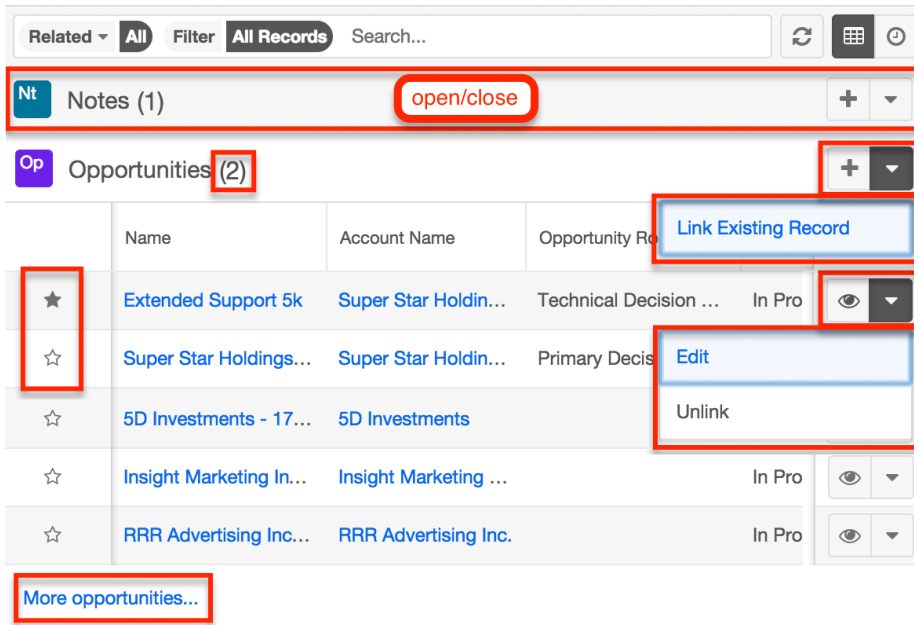 Related All Filter All Records Search...
Nt Notes (1) open/close
Op Opportunities (2)
Link Existing Record
Name Account Name Opportunity Ro
Extended Support 5k Super Star Holdin... Technical Decision ... In Pro
Super Star Holdings... Super Star Holdin... Primary Decis
Edit
Unlink
5D Investments - 17... 5D Investments
Insight Marketing In... Insight Marketing ... In Pro
RRR Advertising Inc... RRR Advertising Inc. In Pro
More opportunities...